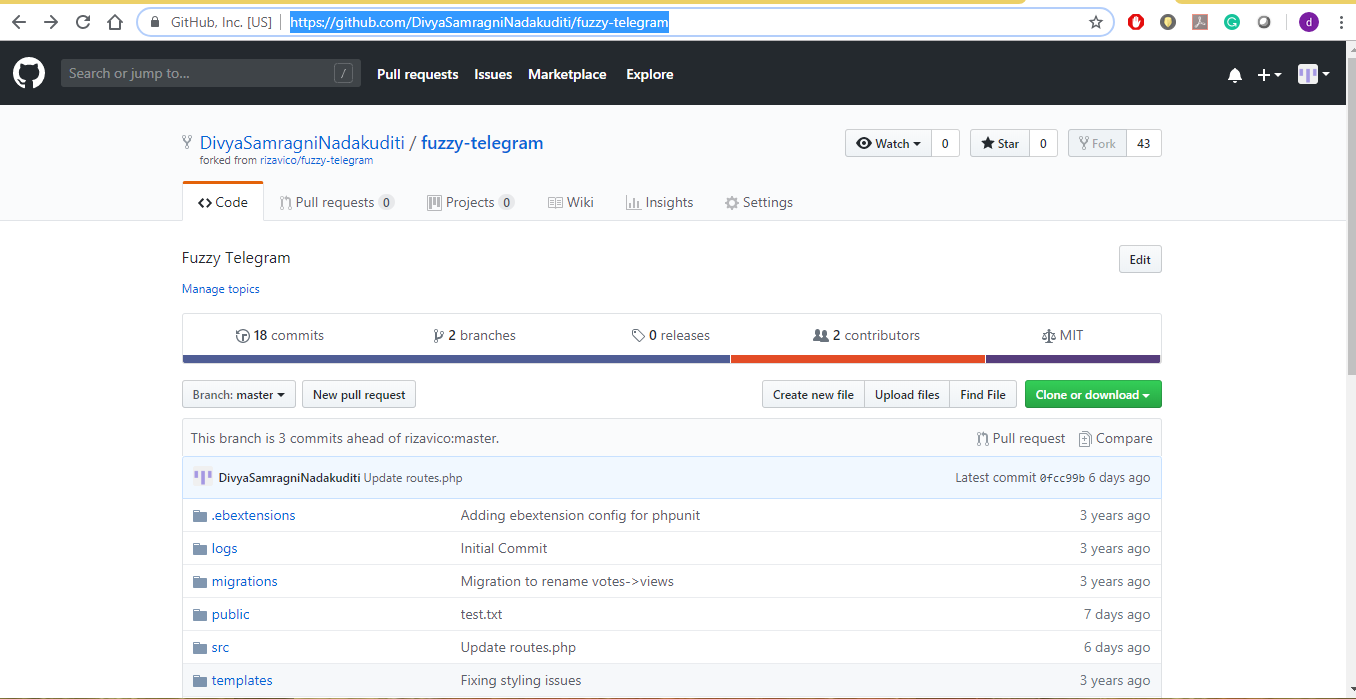 GitHub, Inc. [US] https://github.com/DivyaSamragniNadakuditi/fuzzy-telegram d
Search or jump to... / Pull requests Issues Marketplace Explore
DivyaSamragniNadakuditi / fuzzy-telegram Watch 0 Star 0 Fork 43
forked from rizavico/fuzzy-telegram
Code Pull requests 0 Projects 0 Wiki Insights Settings
Fuzzy Telegram Edit
Manage topics
18 commits 2 branches 0 releases 2 contributors MIT
Branch: master New pull request Create new file Upload files Find File Clone or download
This branch is 3 commits ahead of rizavico:master. Pull request Compare
DivyaSamragniNadakuditi Update routes.php Latest commit 0fcc99b 6 days ago
.ebextensions Adding ebextension config for phpunit 3 years ago
logs Initial Commit 3 years ago
migrations Migration to rename votes->views 3 years ago
public test.txt 7 days ago
src Update routes.php 6 days ago
templates Fixing styling issues 3 years ago